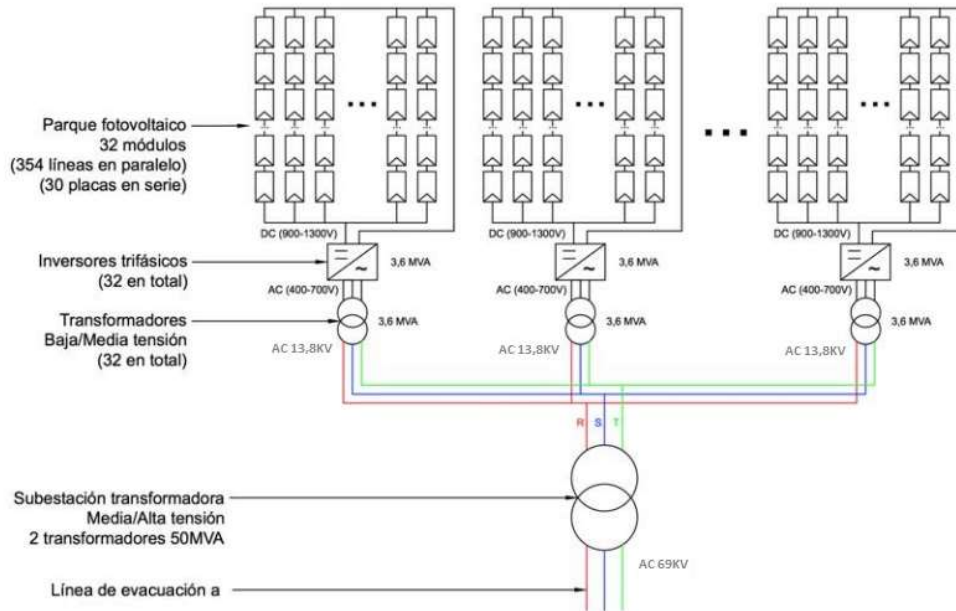 Parque fotovoltaico
32 módulos
(354 líneas en paralelo)
(30 placas en serie)
DC (900-1300V)
DC (900-1300V)
DC (900-1300V)
Inversores trifásicos
(32 en total)
3,6 MVA
3,6 MVA
3,6 MVA
AC (400-700V)
AC (400-700V)
AC (400-700V)
Transformadores
Baja/Media tensión
(32 en total)
3,6 MVA
3,6 MVA
3,6 MVA
AC 13,8KV
AC 13,8KV
AC 13,8KV
R S T
Subestación transformadora
Media/Alta tensión
2 transformadores 50MVA
AC 69KV
Línea de evacuación a